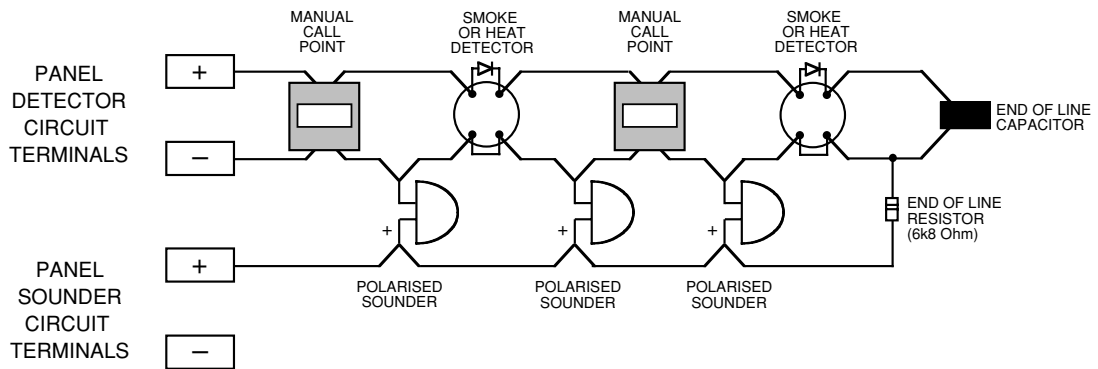 MANUAL
CALL
POINT
SMOKE
OR HEAT
DETECTOR
MANUAL
CALL
POINT
SMOKE
OR HEAT
DETECTOR
PANEL
DETECTOR
CIRCUIT
TERMINALS
+
–
END OF LINE
CAPACITOR
+
+
+
END OF LINE
RESISTOR
(6k8 Ohm)
PANEL
SOUNDER
CIRCUIT
TERMINALS
+
–
POLARISED
SOUNDER
POLARISED
SOUNDER
POLARISED
SOUNDER